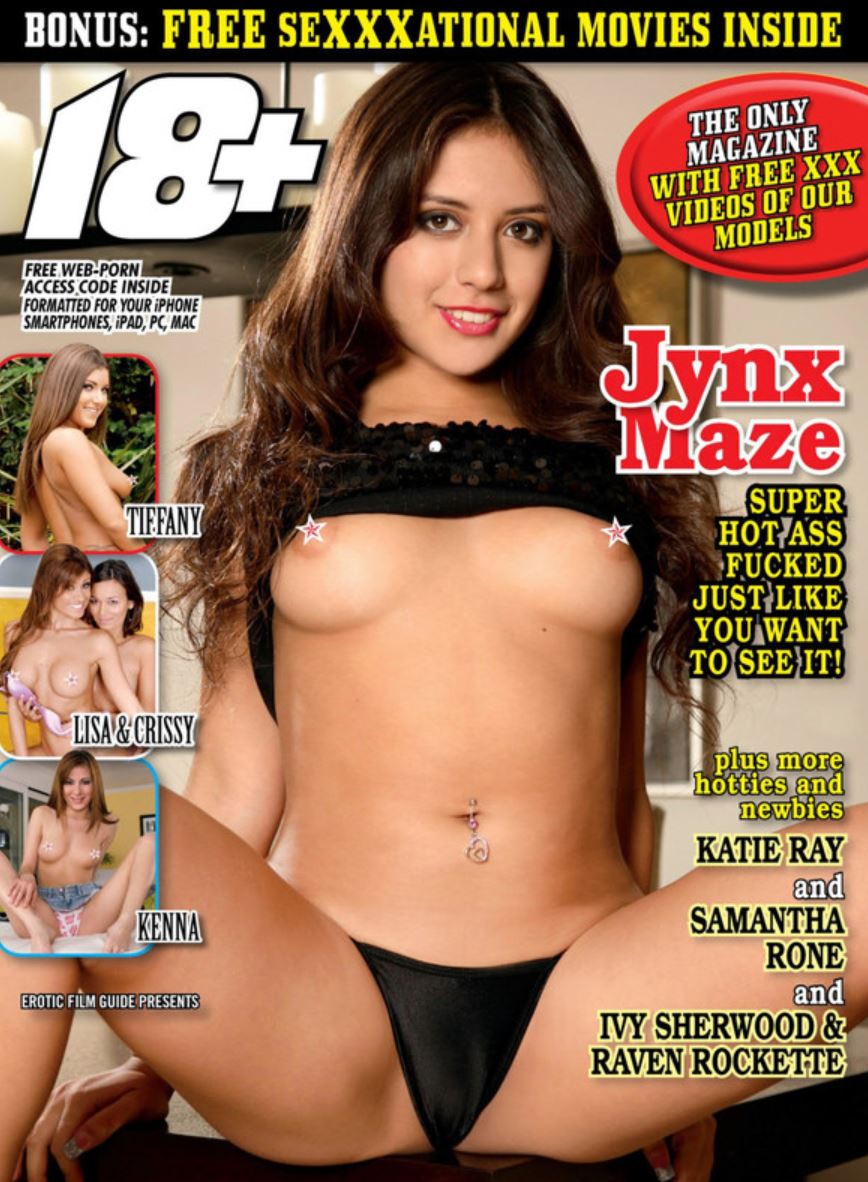 BONUS: FREE SEXXXATIONAL MOVIES INSIDE
18+
THE ONLY
MAGAZINE
WITH FREE XXX
VIDEOS OF OUR
MODELS
FREE WEB-PORN
ACCESS CODE INSIDE
FORMATTED FOR YOUR iPHONE
SMARTPHONES, iPAD, PC, MAC
Jynx
Maze
SUPER
HOT ASS
FUCKED
JUST LIKE
YOU WANT
TO SEE IT!
TIFFANY
LISA & CRISSY
KENNA
plus more
hotties and
newbies
KATIE RAY
and
SAMANTHA
RONE
and
IVY SHERWOOD &
RAVEN ROCKETTE
EROTIC FILM GUIDE PRESENTS